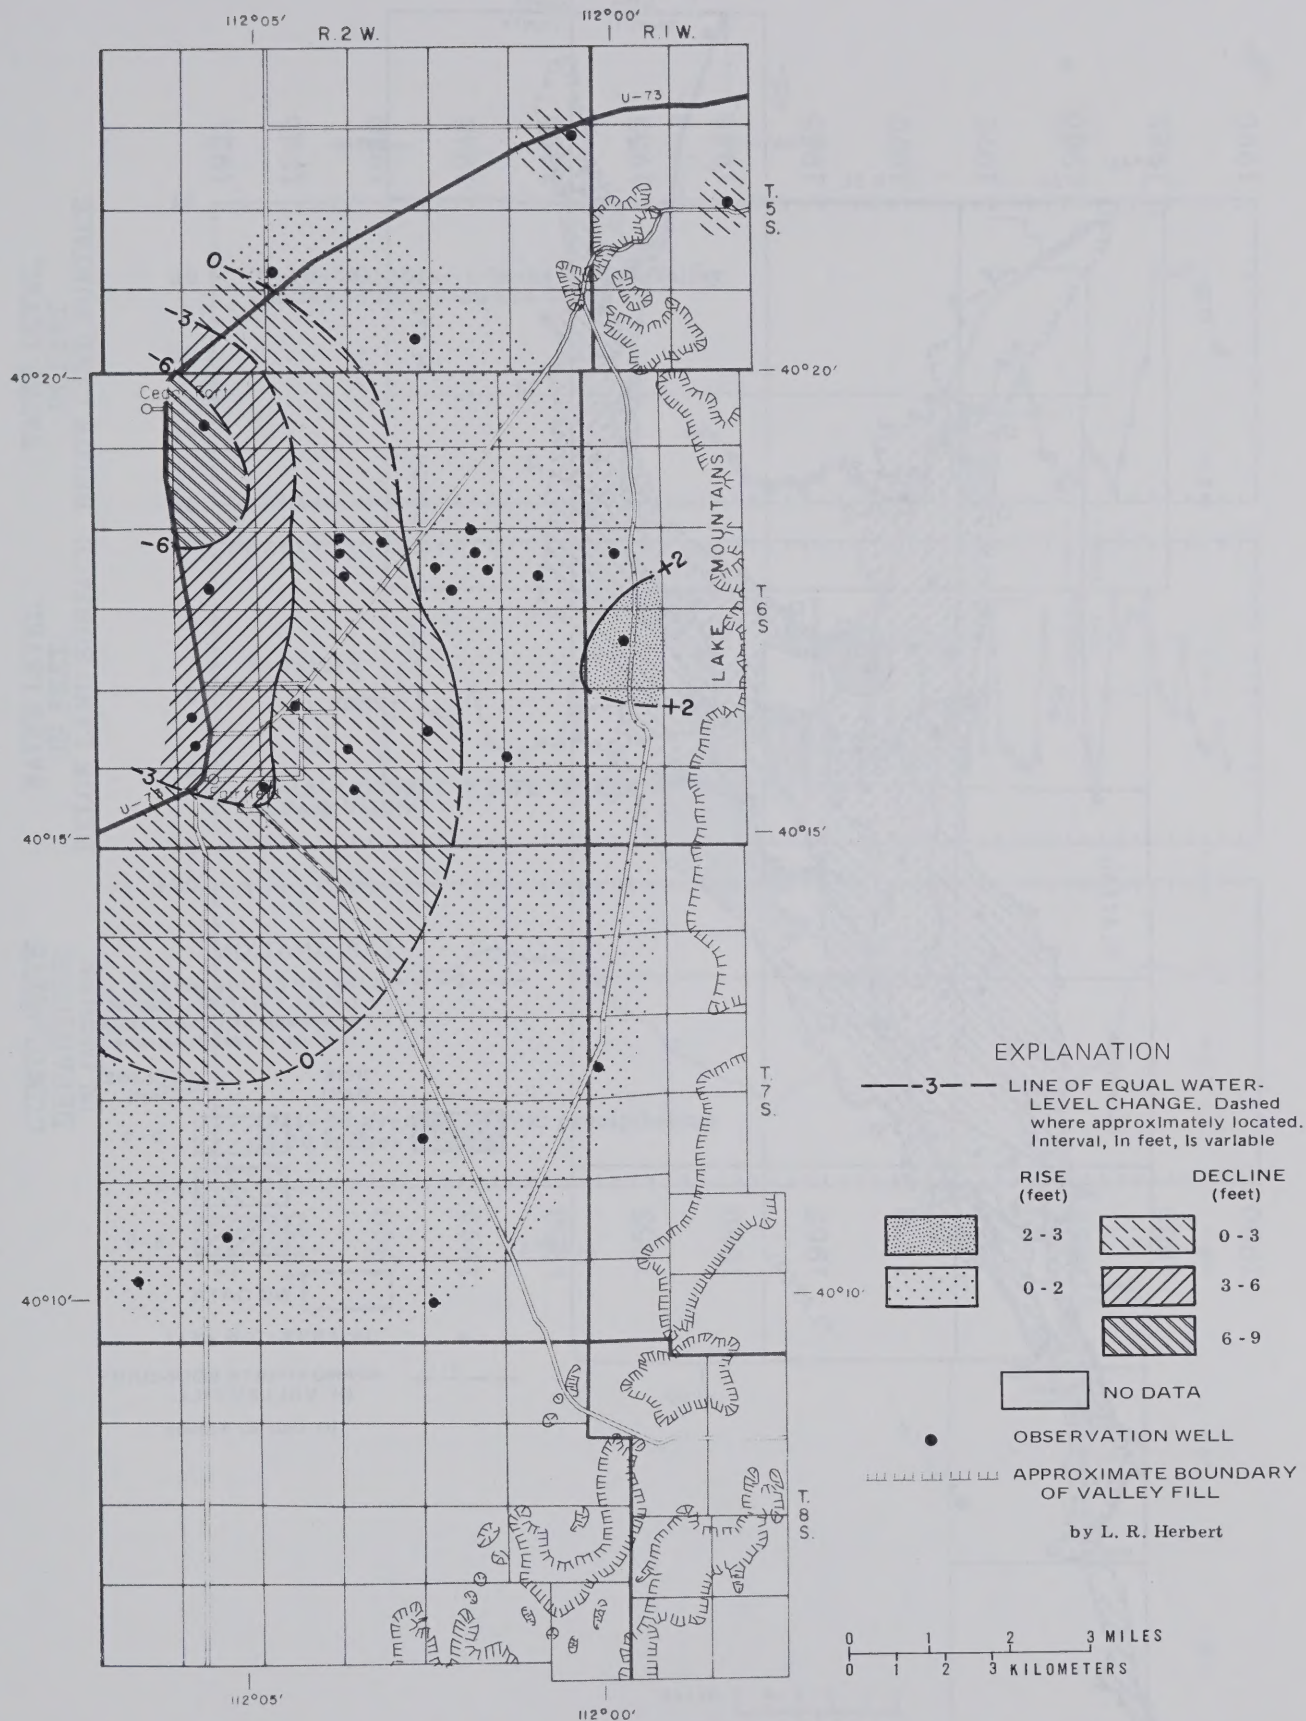 112°05'
112°00'
R. 2 W.
R. 1 W.
U-73
T.
5
S.
0
-3
-6
40°20'
40°20'
Cedar Fort
-6
+2
LAKE MOUNTAINS
T
6
S
+2
-3
U-73
Fairfield
40°15'
40°15'
0
T.
7
S.
40°10'
40°10'
T.
8
S.
112°05'
112°00'
EXPLANATION
-3
LINE OF EQUAL WATER-
LEVEL CHANGE. Dashed
where approximately located.
Interval, in feet, is variable
RISE
(feet)
DECLINE
(feet)
2 - 3
0 - 3
0 - 2
3 - 6
6 - 9
NO DATA
OBSERVATION WELL
APPROXIMATE BOUNDARY
OF VALLEY FILL
by L. R. Herbert
0 1 2 3 MILES
0 1 2 3 KILOMETERS